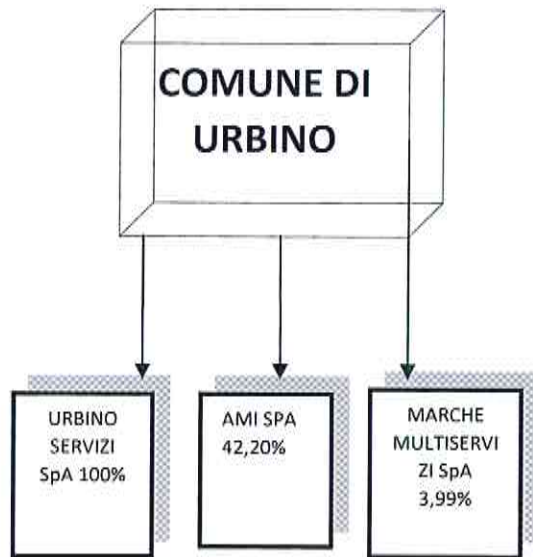 COMUNE DI
URBINO
URBINO
SERVIZI
SpA 100%
AMI SPA
42,20%
MARCHE
MULTISERVI
ZI SpA
3,99%